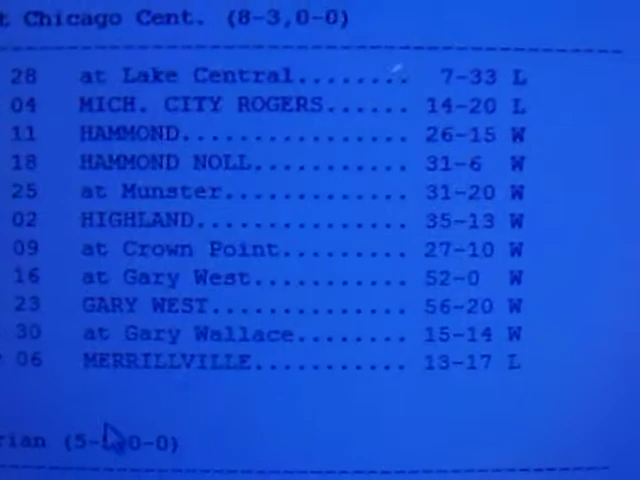 t Chicago Cent. (8-3,0-0)
28 at Lake Central........ 7-33 L
04 MICH. CITY ROGERS...... 14-20 L
11 HAMMOND................ 26-15 W
18 HAMMOND NOLL........... 31-6 W
25 at Munster............. 31-20 W
02 HIGHLAND............... 35-13 W
09 at Crown Point......... 27-10 W
16 at Gary West........... 52-0 W
23 GARY WEST.............. 56-20 W
30 at Gary Wallace........ 15-14 W
06 MERRILLVILLE........... 13-17 L
rian (5- 0-0)